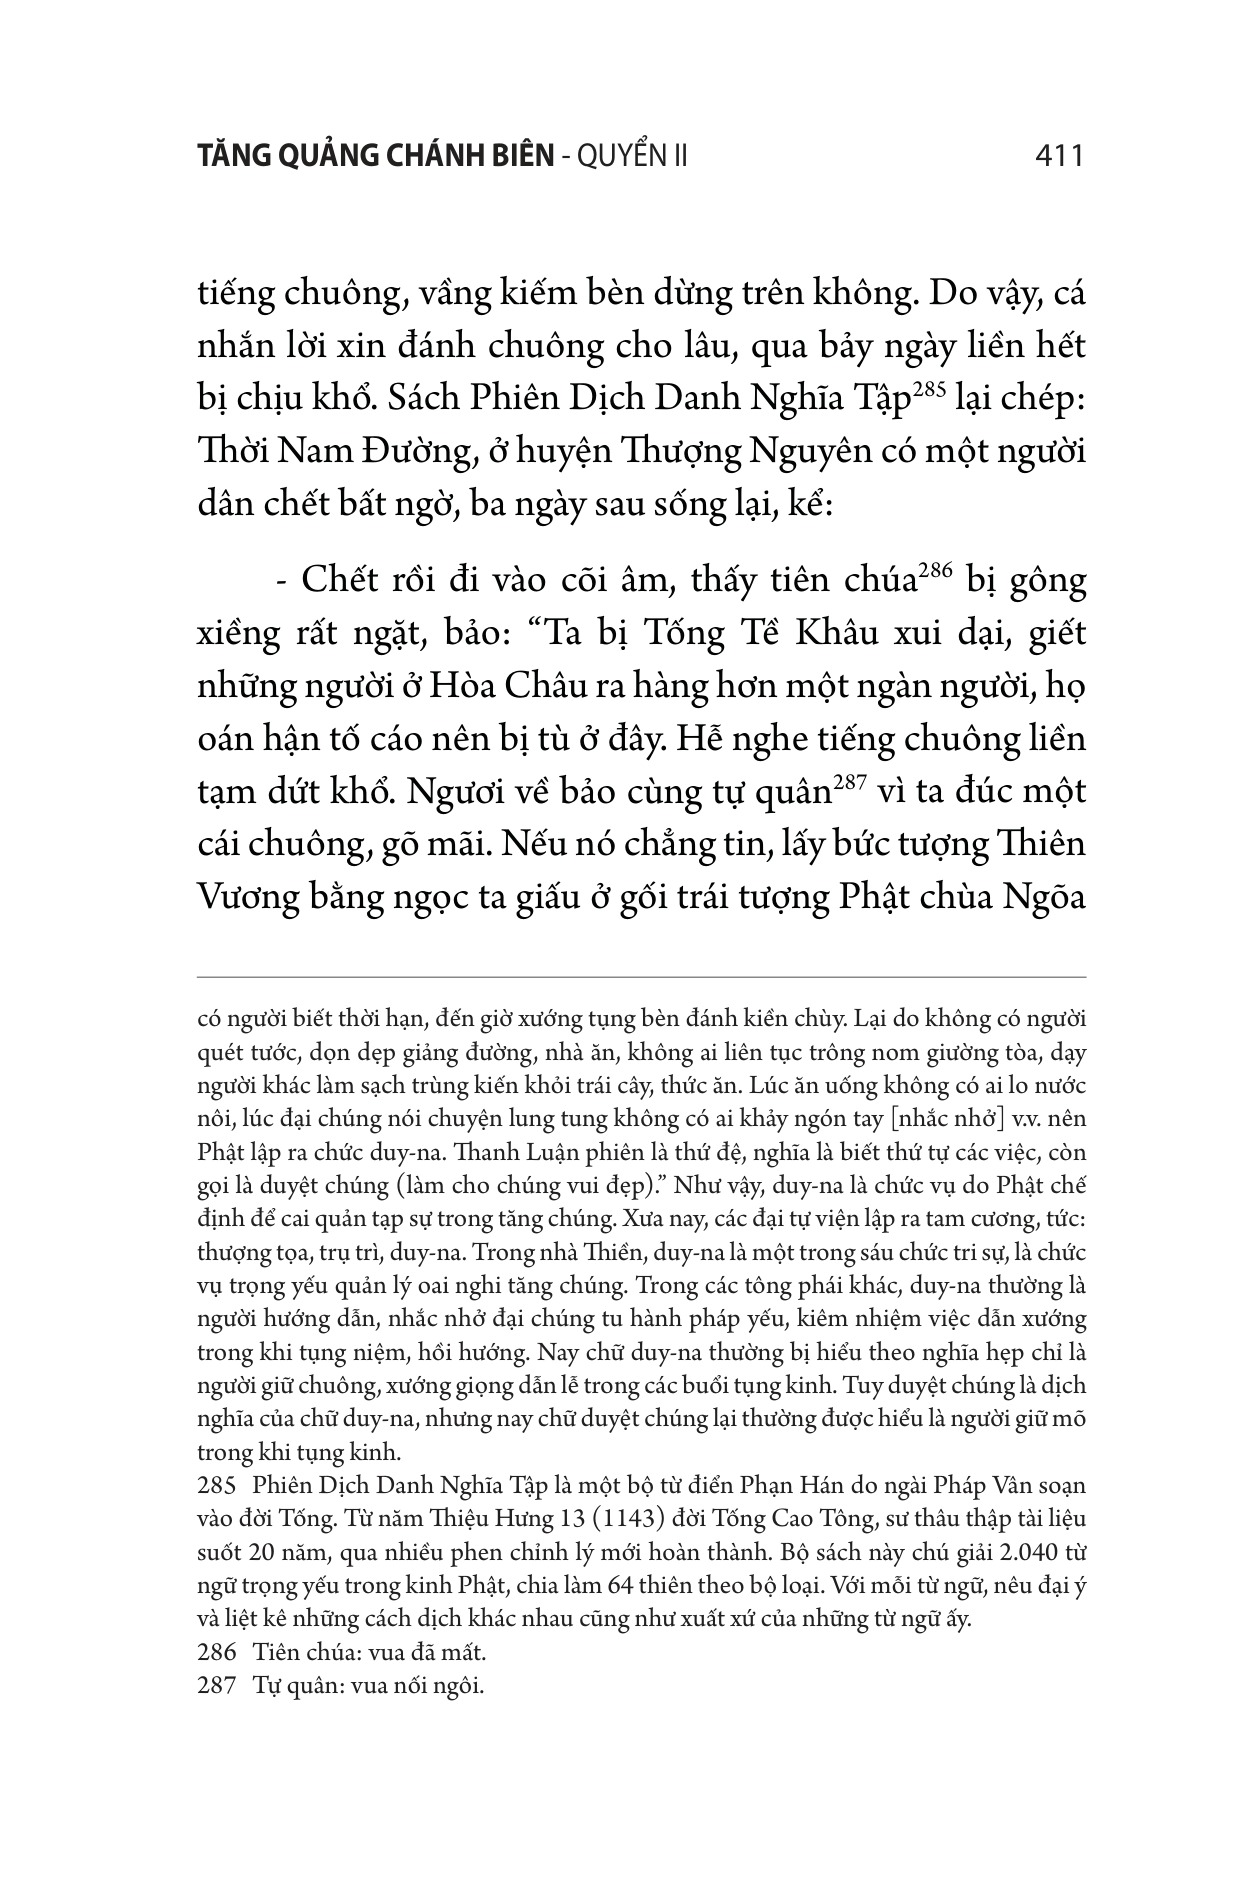 TĂNG QUẢNG CHÁNH BIÊN - QUYỂN II 411
tiếng chuông, vầng kiếm bèn dừng trên không. Do vậy, cá
nhắn lời xin đánh chuông cho lâu, qua bảy ngày liền hết
bị chịu khổ. Sách Phiên Dịch Danh Nghĩa Tập285 lại chép:
Thời Nam Đường, ở huyện Thượng Nguyên có một người
dân chết bất ngờ, ba ngày sau sống lại, kể:
- Chết rồi đi vào cõi âm, thấy tiên chúa286 bị gông
xiềng rất ngặt, bảo: “Ta bị Tống Tề Khâu xui dại, giết
những người ở Hòa Châu ra hàng hơn một ngàn người, họ
oán hận tố cáo nên bị tù ở đây. Hễ nghe tiếng chuông liền
tạm dứt khổ. Ngươi về bảo cùng tự quân287 vì ta đúc một
cái chuông, gõ mãi. Nếu nó chẳng tin, lấy bức tượng Thiên
Vương bằng ngọc ta giấu ở gối trái tượng Phật chùa Ngõa
có người biết thời hạn, đến giờ xướng tụng bèn đánh kiền chùy. Lại do không có người
quét tước, dọn dẹp giảng đường, nhà ăn, không ai liên tục trông nom giường tòa, dạy
người khác làm sạch trùng kiến khỏi trái cây, thức ăn. Lúc ăn uống không có ai lo nước
nôi, lúc đại chúng nói chuyện lung tung không có ai khảy ngón tay [nhắc nhở] v.v. nên
Phật lập ra chức duy-na. Thanh Luận phiên là thứ đệ, nghĩa là biết thứ tự các việc, còn
gọi là duyệt chúng (làm cho chúng vui đẹp).” Như vậy, duy-na là chức vụ do Phật chế
định để cai quản tạp sự trong tăng chúng. Xưa nay, các đại tự viện lập ra tam cương, tức:
thượng tọa, trụ trì, duy-na. Trong nhà Thiền, duy-na là một trong sáu chức tri sự, là chức
vụ trọng yếu quản lý oai nghi tăng chúng. Trong các tông phái khác, duy-na thường là
người hướng dẫn, nhắc nhở đại chúng tu hành pháp yếu, kiêm nhiệm việc dẫn xướng
trong khi tụng niệm, hồi hướng. Nay chữ duy-na thường bị hiểu theo nghĩa hẹp chỉ là
người giữ chuông, xướng giọng dẫn lễ trong các buổi tụng kinh. Tuy duyệt chúng là dịch
nghĩa của chữ duy-na, nhưng nay chữ duyệt chúng lại thường được hiểu là người giữ mõ
trong khi tụng kinh.
285 Phiên Dịch Danh Nghĩa Tập là một bộ từ điển Phạn Hán do ngài Pháp Vân soạn
vào đời Tống. Từ năm Thiệu Hưng 13 (1143) đời Tống Cao Tông, sư thâu thập tài liệu
suốt 20 năm, qua nhiều phen chỉnh lý mới hoàn thành. Bộ sách này chú giải 2.040 từ
ngữ trọng yếu trong kinh Phật, chia làm 64 thiên theo bộ loại. Với mỗi từ ngữ, nêu đại ý
và liệt kê những cách dịch khác nhau cũng như xuất xứ của những từ ngữ ấy.
286 Tiên chúa: vua đã mất.
287 Tự quân: vua nối ngôi.